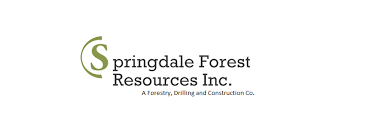 Springdale Forest
Resources Inc.
A Forestry, Drilling and Construction Co.